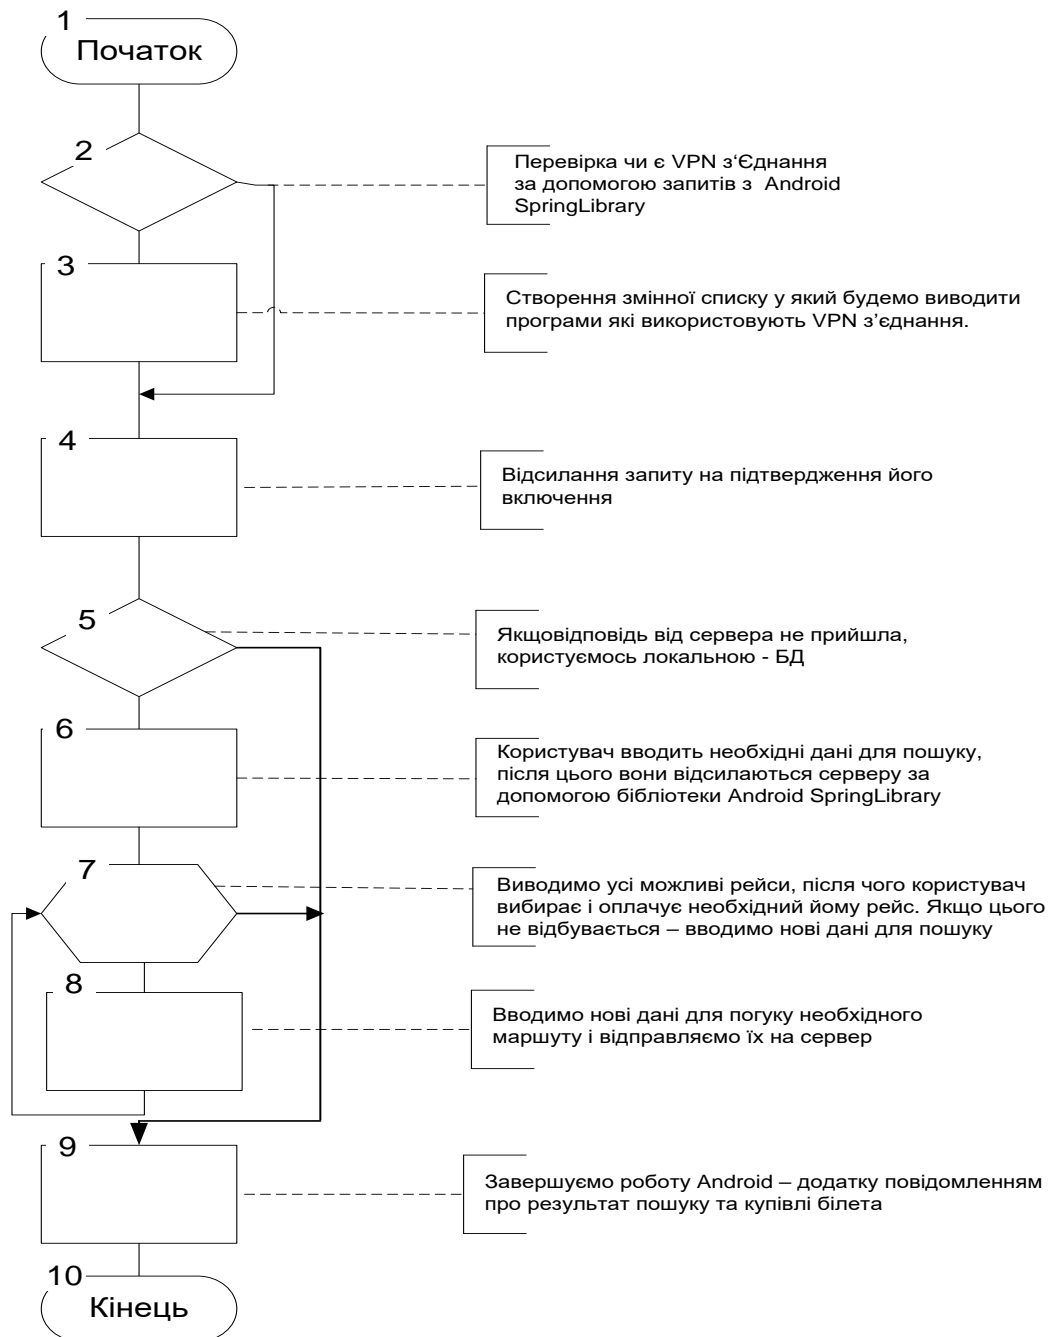 1
Початок
2
Перевірка чи є VPN з‘Єднання
за допомогою запитів з Android
SpringLibrary
3
Створення змінної списку у який будемо виводити
програми які використовують VPN з’єднання.
4
Відсилання запиту на підтвердження його
включення
5
Якщовідповідь від сервера не прийшла,
користуємось локальною - БД
6
Користувач вводить необхідні дані для пошуку,
після цього вони відсилаються серверу за
допомогою бібліотеки Android SpringLibrary
7
Виводимо усі можливі рейси, після чого користувач
вибирає і оплачує необхідний йому рейс. Якщо цього
не відбувається – вводимо нові дані для пошуку
8
Вводимо нові дані для погуку необхідного
маршуту і відправляємо їх на сервер
9
Завершуємо роботу Android – додатку повідомленням
про результат пошуку та купівлі білета
10
Кінець